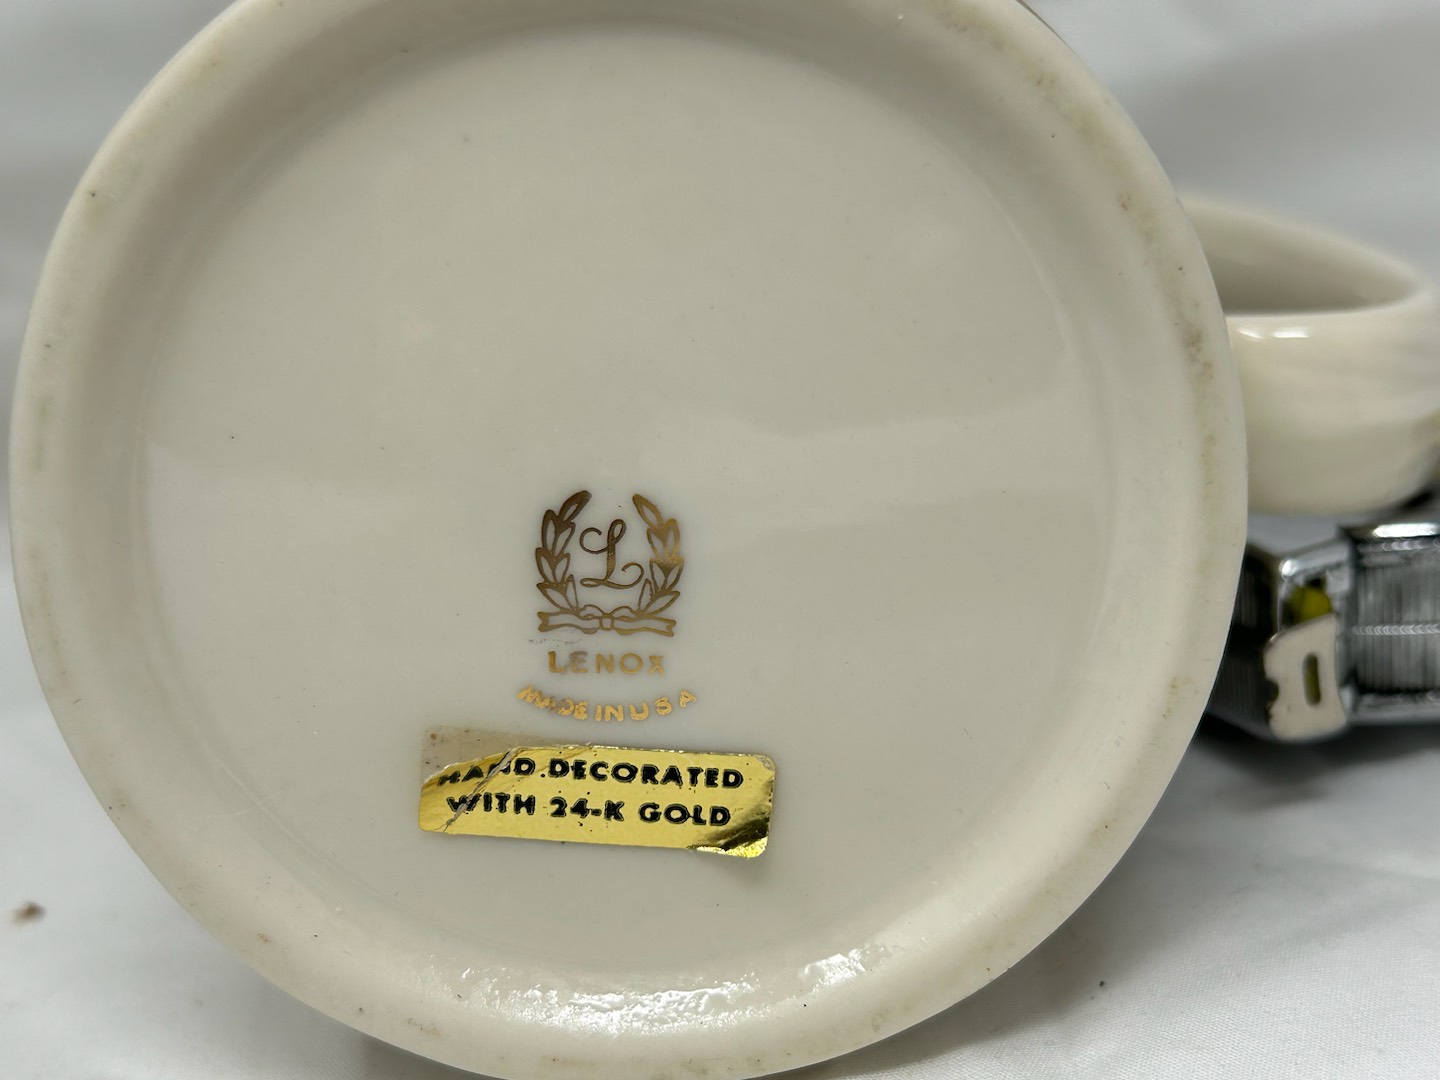 L
LENOX
MADE IN USA
HAND DECORATED
WITH 24-K GOLD